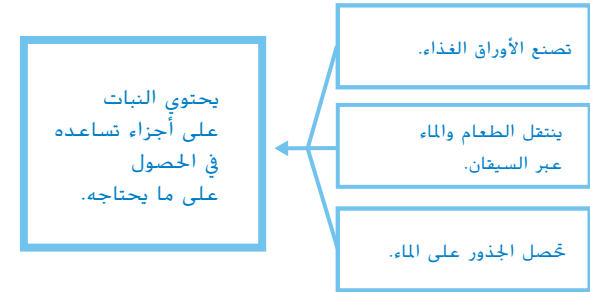 تصنع الأوراق الغذاء.
ينتقل الطعام والماء
عبر السيقان.
تحصل الجذور على الماء.
يحتوي النبات
على أجزاء تساعده
في الحصول
على ما يحتاجه.